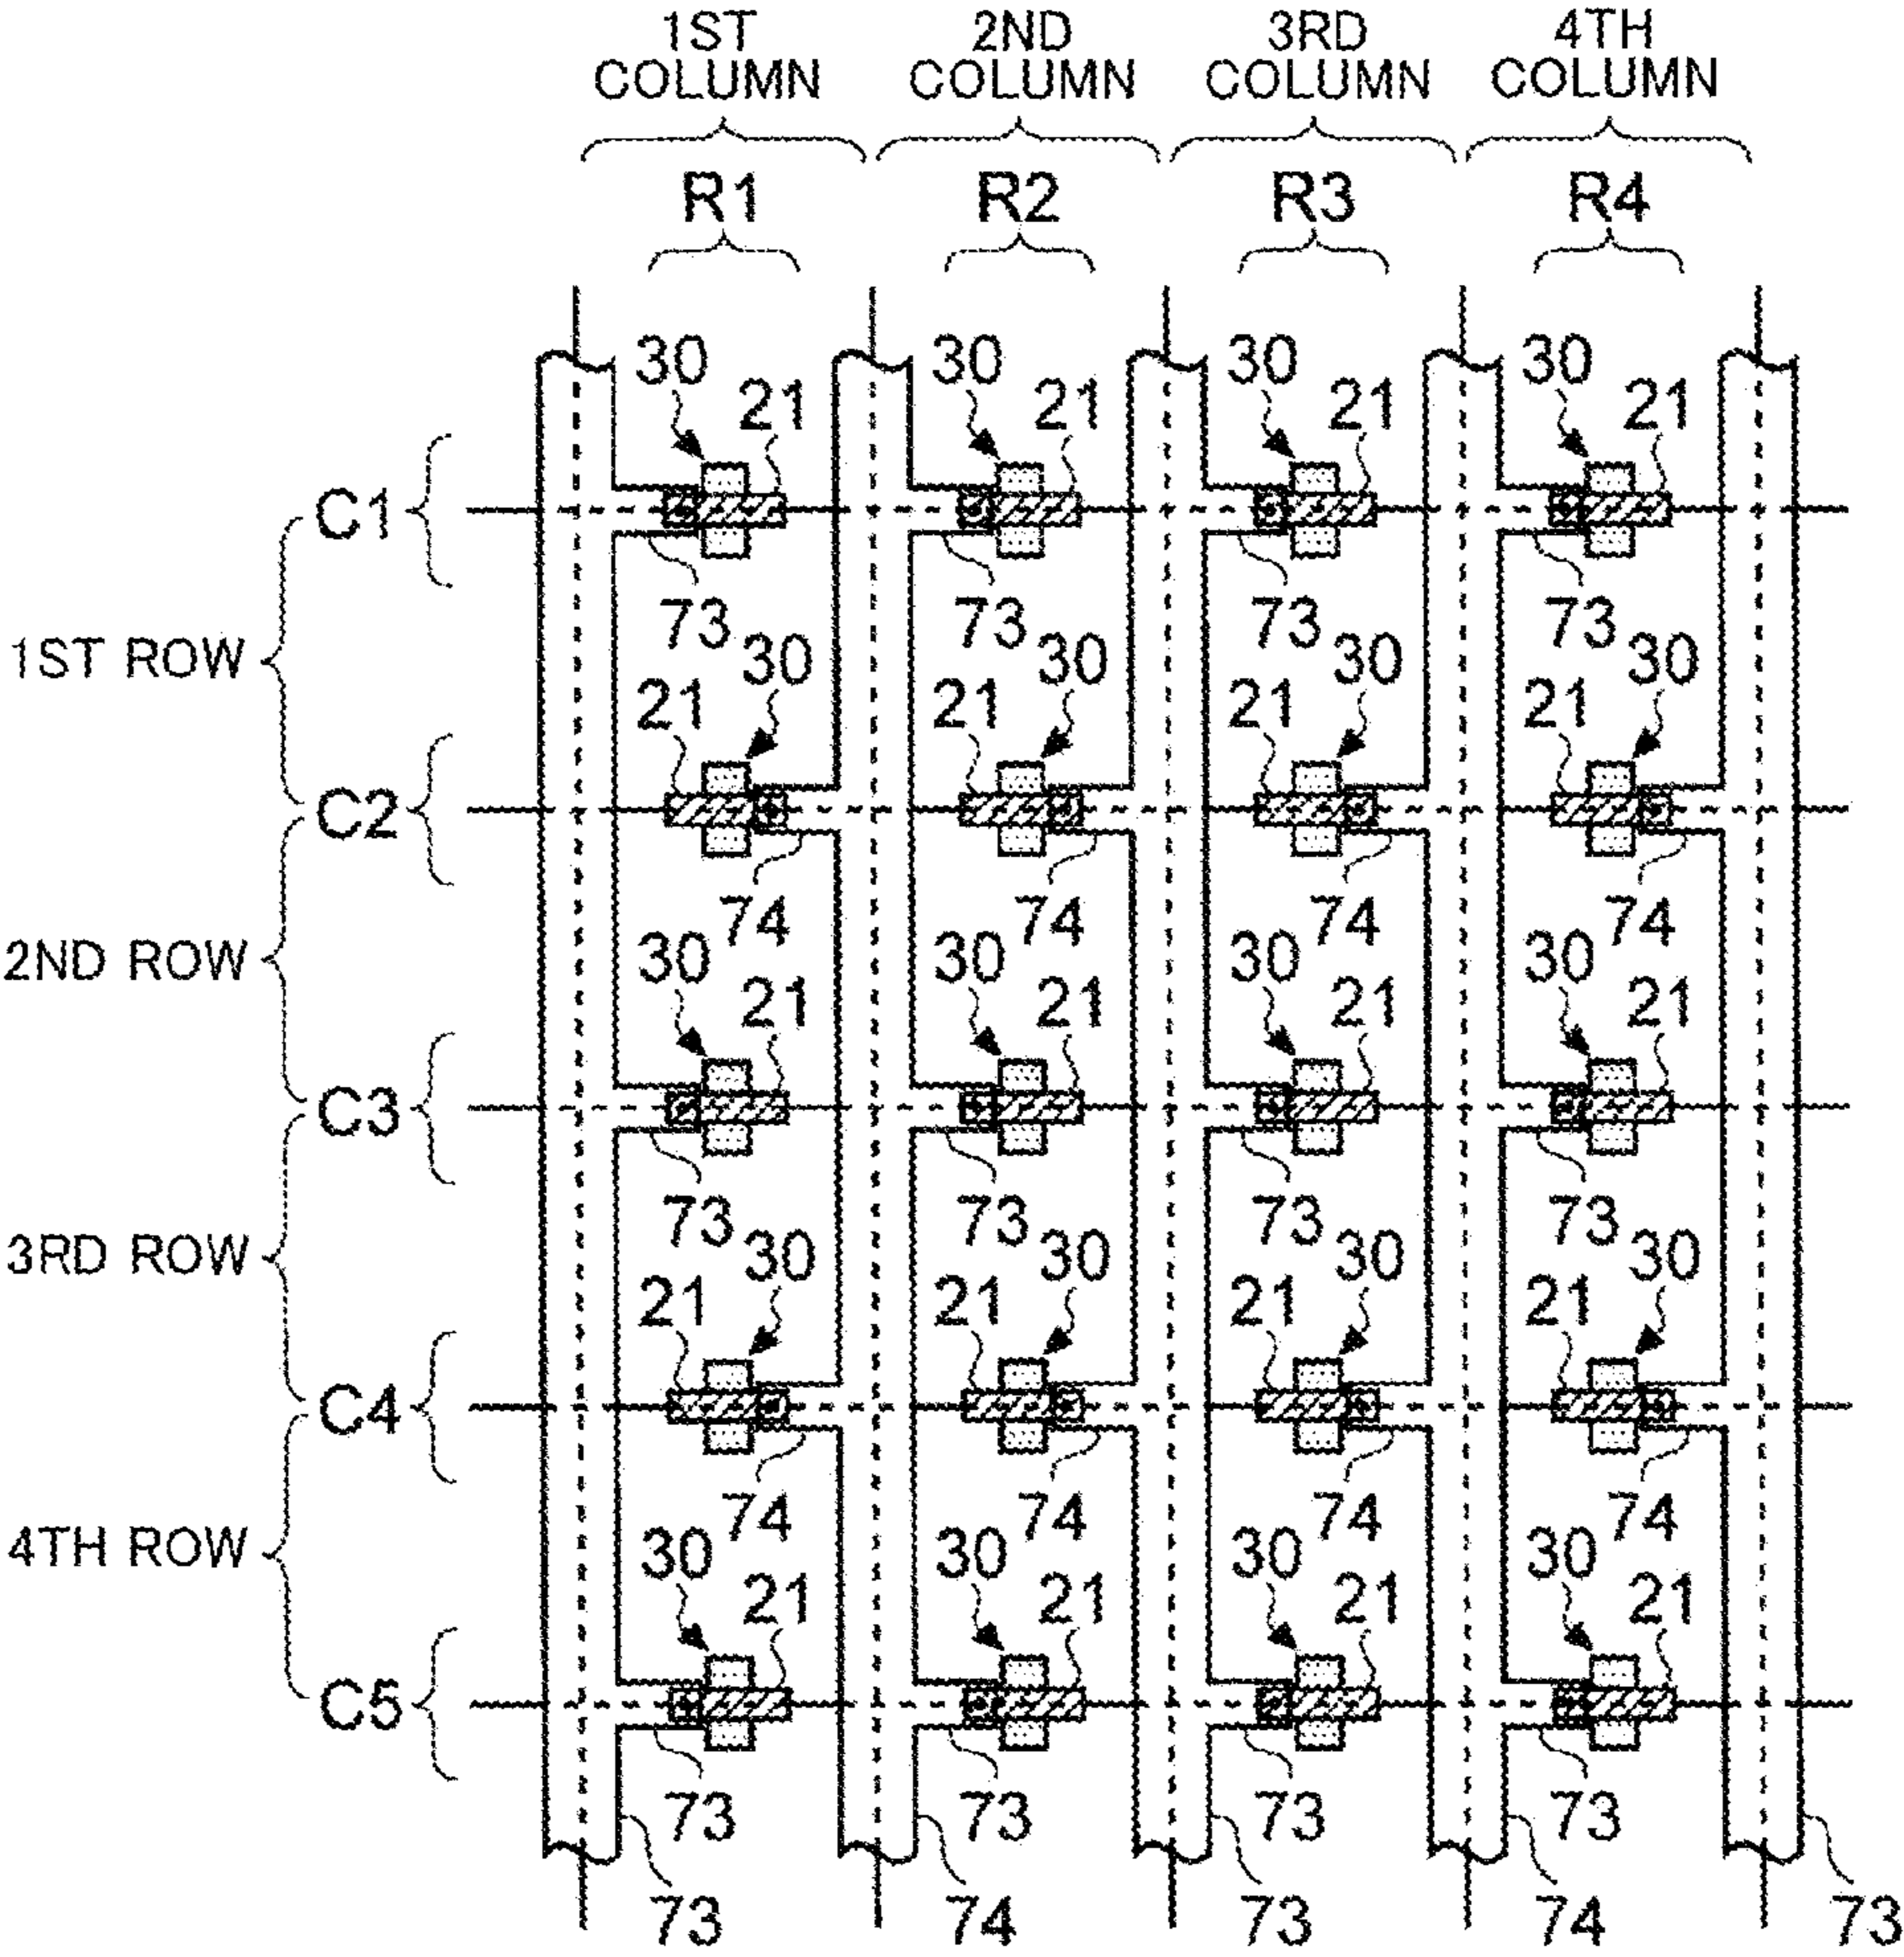 1ST COLUMN 2ND COLUMN 3RD COLUMN 4TH COLUMN
R1 R2 R3 R4
30 30 30 30
21 21 21 21
C1
73 73 73 73
1ST ROW
30 30 30 30
21 21 21 21
C2
74 74 74 74
2ND ROW
30 30 30 30
21 21 21 21
C3
73 73 73 73
3RD ROW
30 30 30 30
21 21 21 21
C4
74 74 74 74
4TH ROW
30 30 30 30
21 21 21 21
C5
73 73 73 73
73 74 73 74 73